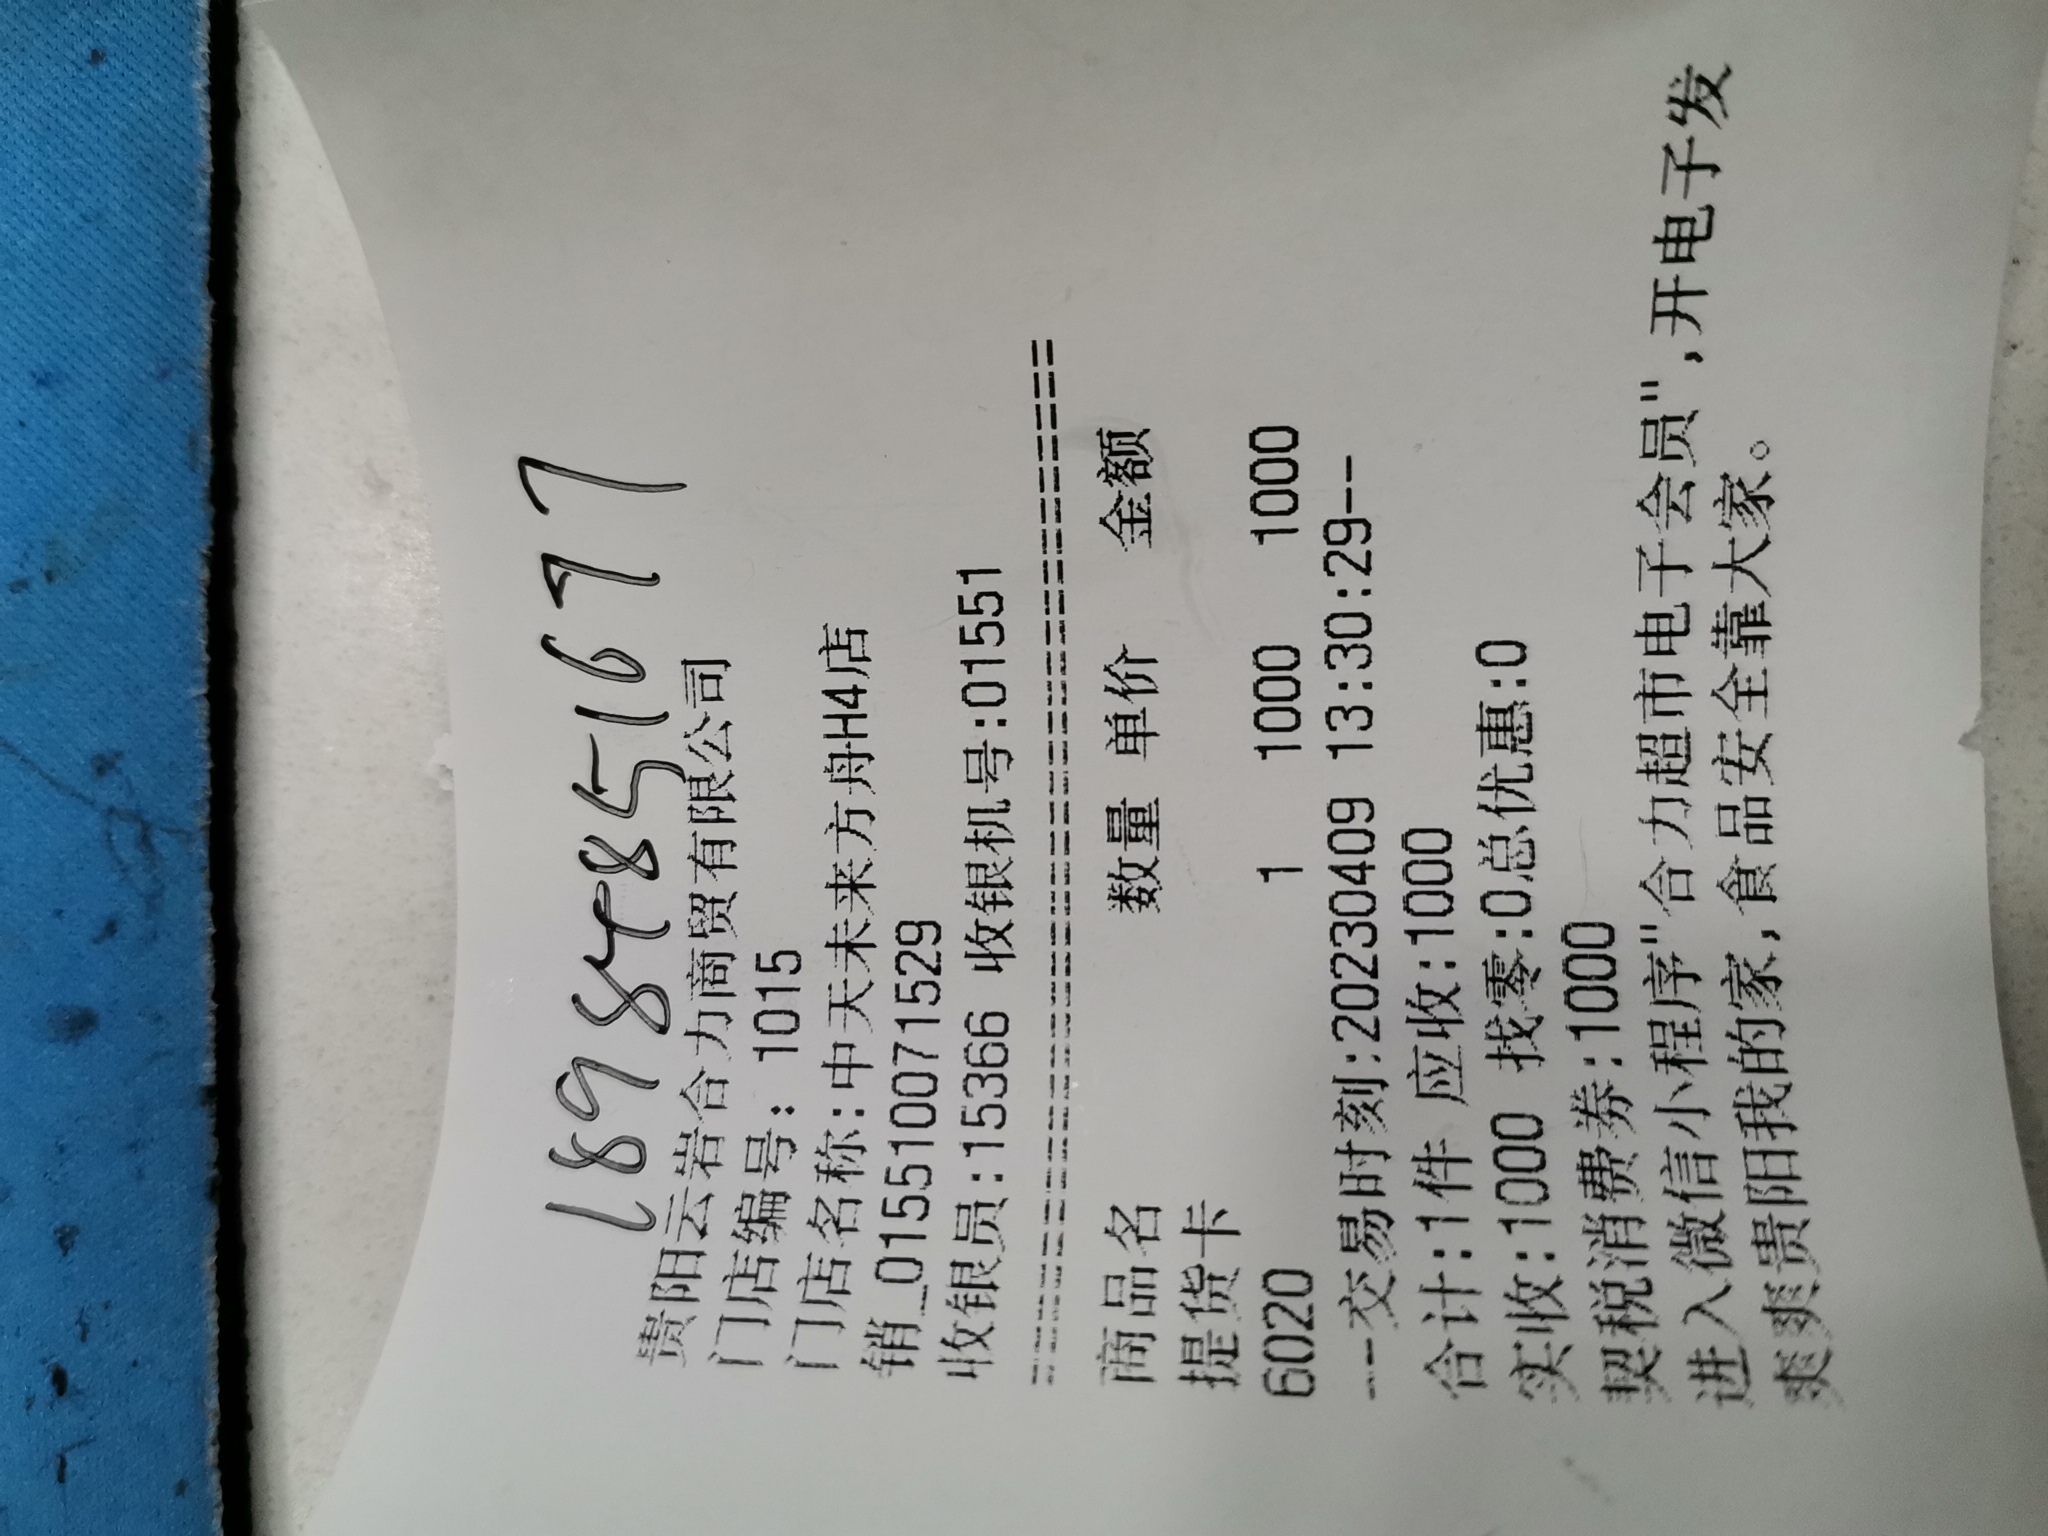 18984851677
贵阳云岩合力商贸有限公司
门店编号: 1015
门店名称:中天未来方舟H4店
销_015510071529
收银员:15366 收银机号:01551
==========================================
商品名 数量 单价 金额
提货卡
6020 1 1000 1000
--交易时刻:20230409 13:30:29--
合计:1件 应收:1000
实收:1000 找零:0总优惠:0
契税消费券:1000
进入微信小程序"合力超市电子会员",开电子发
爽爽贵阳我的家,食品安全靠大家。